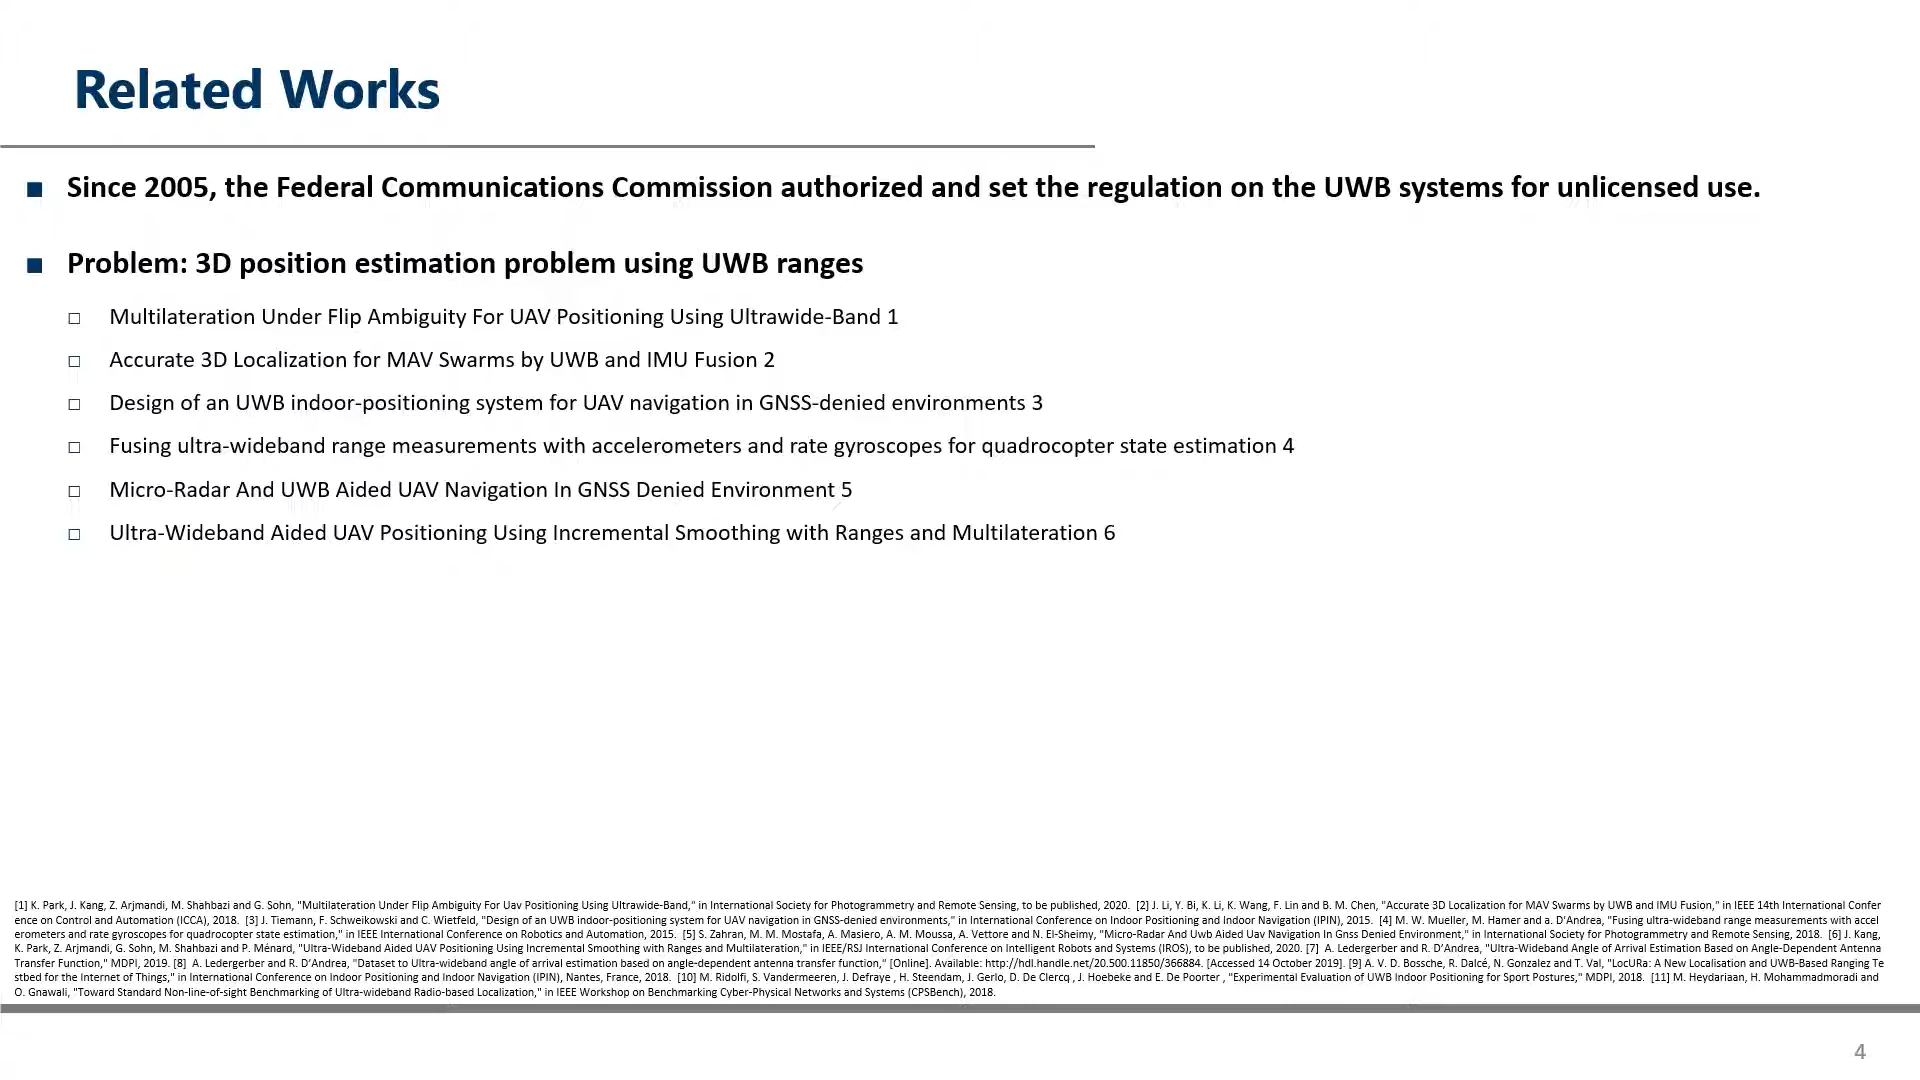 Related Works
■ Since 2005, the Federal Communications Commission authorized and set the regulation on the UWB systems for unlicensed use.
■ Problem: 3D position estimation problem using UWB ranges
□ Multilateration Under Flip Ambiguity For UAV Positioning Using Ultrawide-Band 1
□ Accurate 3D Localization for MAV Swarms by UWB and IMU Fusion 2
□ Design of an UWB indoor-positioning system for UAV navigation in GNSS-denied environments 3
□ Fusing ultra-wideband range measurements with accelerometers and rate gyroscopes for quadrocopter state estimation 4
□ Micro-Radar And UWB Aided UAV Navigation In GNSS Denied Environment 5
□ Ultra-Wideband Aided UAV Positioning Using Incremental Smoothing with Ranges and Multilateration 6
[1] K. Park, J. Kang, Z. Arjmandi, M. Shahbazi and G. Sohn, "Multilateration Under Flip Ambiguity For Uav Positioning Using Ultrawide-Band," in International Society for Photogrammetry and Remote Sensing, to be published, 2020. [2] J. Li, Y. Bi, K. Li, K. Wang, F. Lin and B. M. Chen, "Accurate 3D Localization for MAV Swarms by UWB and IMU Fusion," in IEEE 14th International Confer
ence on Control and Automation (ICCA), 2018. [3] J. Tiemann, F. Schweikowski and C. Wietfeld, "Design of an UWB indoor-positioning system for UAV navigation in GNSS-denied environments," in International Conference on Indoor Positioning and Indoor Navigation (IPIN), 2015. [4] M. W. Mueller, M. Hamer and a. D'Andrea, "Fusing ultra-wideband range measurements with accel
erometers and rate gyroscopes for quadrocopter state estimation," in IEEE International Conference on Robotics and Automation, 2015. [5] S. Zahran, M. M. Mostafa, A. Masiero, A. M. Moussa, A. Vettore and N. El-Sheimy, "Micro-Radar And Uwb Aided Uav Navigation In Gnss Denied Environment," in International Society for Photogrammetry and Remote Sensing, 2018. [6] J. Kang,
K. Park, Z. Arjmandi, G. Sohn, M. Shahbazi and P. Ménard, "Ultra-Wideband Aided UAV Positioning Using Incremental Smoothing with Ranges and Multilateration," in IEEE/RSJ International Conference on Intelligent Robots and Systems (IROS), to be published, 2020. [7] A. Ledergerber and R. D’Andrea, "Ultra-Wideband Angle of Arrival Estimation Based on Angle-Dependent Antenna
Transfer Function," MDPI, 2019. [8] A. Ledergerber and R. D‘Andrea, "Dataset to Ultra-wideband angle of arrival estimation based on angle-dependent antenna transfer function,“ [Online]. Available: http://hdl.handle.net/20.500.11850/366884. [Accessed 14 October 2019]. [9] A. V. D. Bossche, R. Dalcé, N. Gonzalez and T. Val, "LocURa: A New Localisation and UWB-Based Ranging Te
stbed for the Internet of Things," in International Conference on Indoor Positioning and Indoor Navigation (IPIN), Nantes, France, 2018. [10] M. Ridolfi, S. Vandermeeren, J. Defraye , H. Steendam, J. Gerlo, D. De Clercq , J. Hoebeke and E. De Poorter , "Experimental Evaluation of UWB Indoor Positioning for Sport Postures," MDPI, 2018. [11] M. Heydariaan, H. Mohammadmoradi and
O. Gnawali, "Toward Standard Non-line-of-sight Benchmarking of Ultra-wideband Radio-based Localization," in IEEE Workshop on Benchmarking Cyber-Physical Networks and Systems (CPSBench), 2018.
4